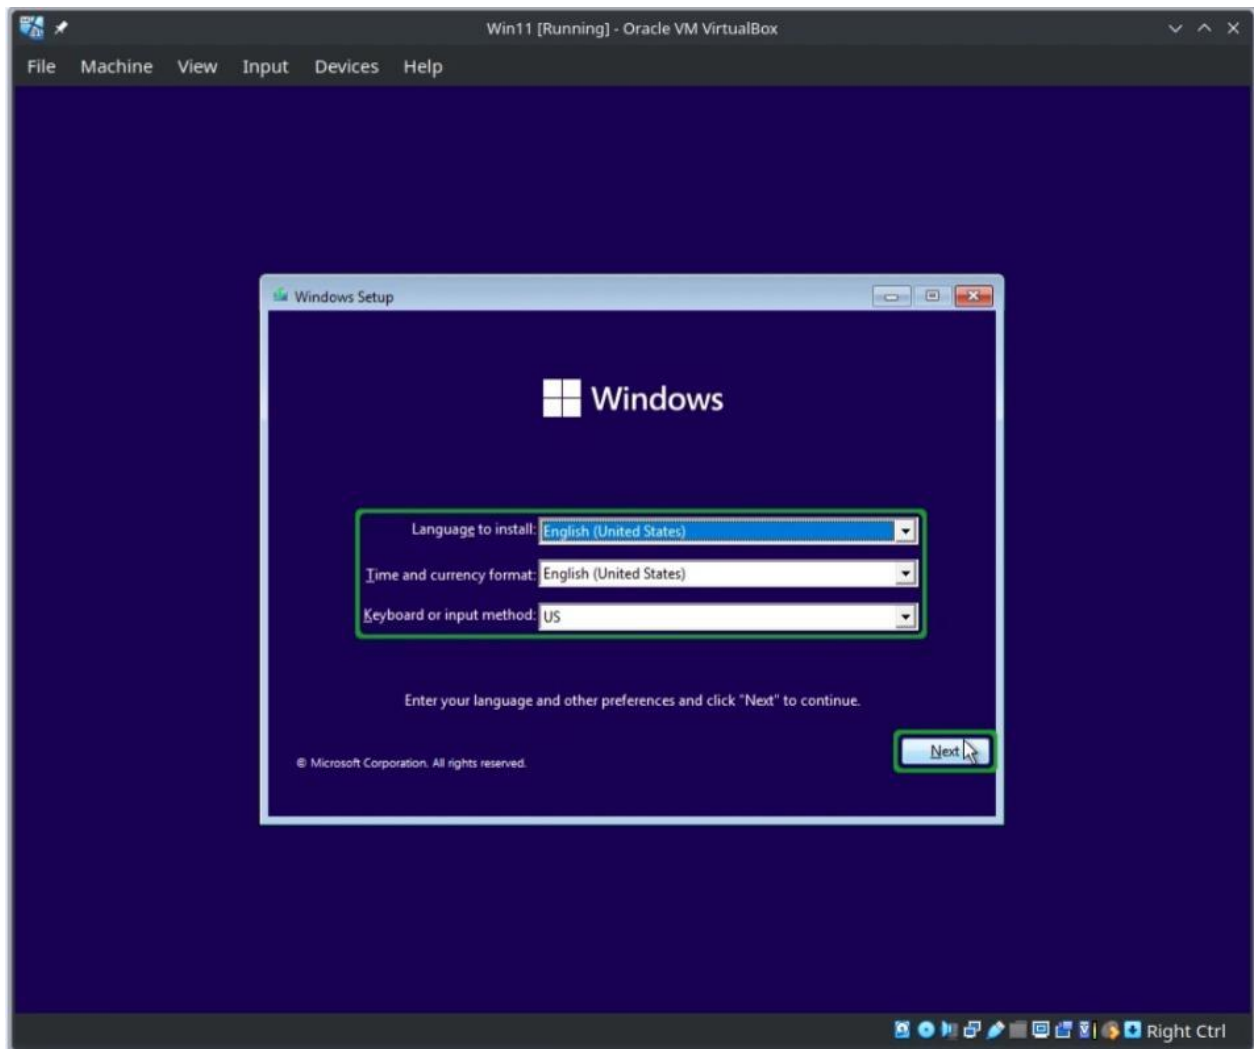 Win11 [Running] - Oracle VM VirtualBox
File Machine View Input Devices Help
Windows Setup
Windows
Language to install: English (United States)
Time and currency format: English (United States)
Keyboard or input method: US
Enter your language and other preferences and click "Next" to continue.
Next
© Microsoft Corporation. All rights reserved.
Right Ctrl